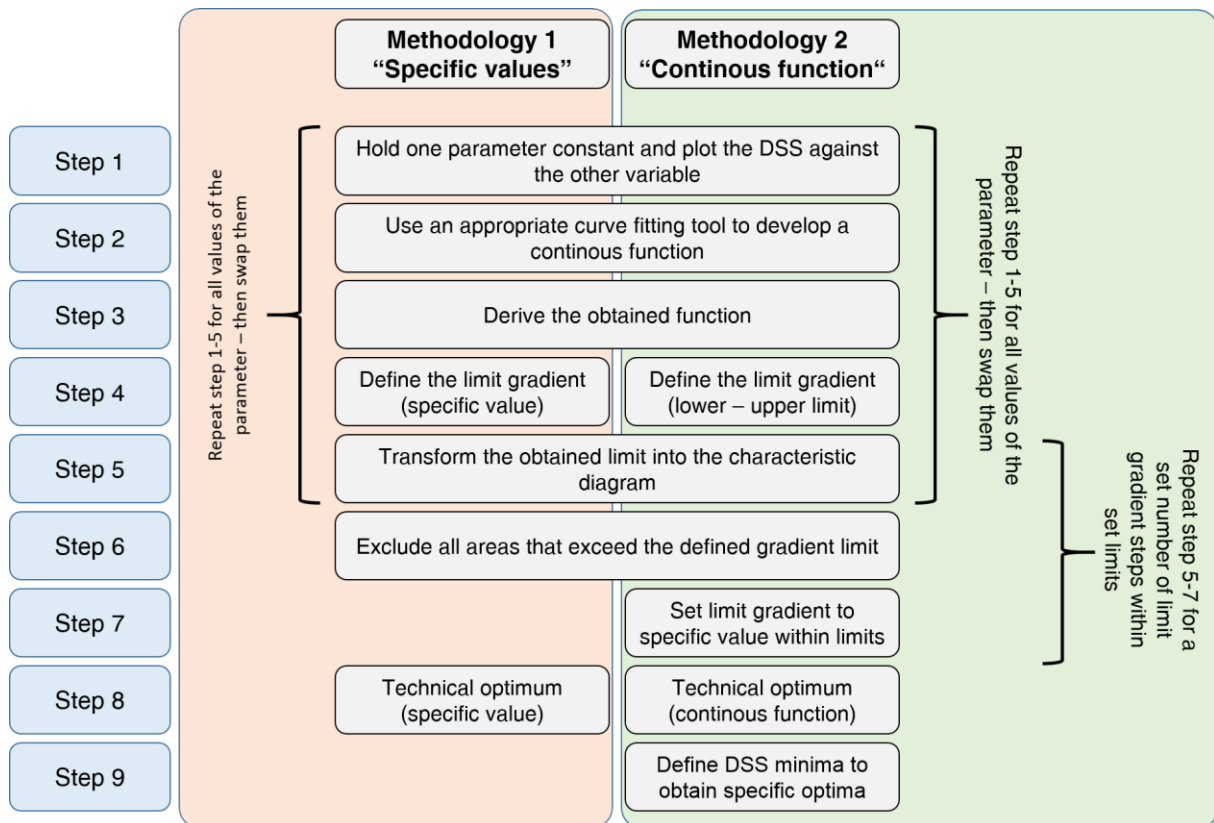 Methodology 1
“Specific values”
Methodology 2
“Continous function“
Repeat step 1-5 for all values of the
parameter – then swap them
Step 1
Hold one parameter constant and plot the DSS against
the other variable
Step 2
Use an appropriate curve fitting tool to develop a
continous function
Step 3
Derive the obtained function
Step 4
Define the limit gradient
(specific value)
Define the limit gradient
(lower – upper limit)
Step 5
Transform the obtained limit into the characteristic
diagram
Repeat step 1-5 for all values of the
parameter – then swap them
Step 6
Exclude all areas that exceed the defined gradient limit
Step 7
Set limit gradient to
specific value within limits
Repeat step 5-7 for a
set number of limit
gradient steps within
set limits
Step 8
Technical optimum
(specific value)
Technical optimum
(continous function)
Step 9
Define DSS minima to
obtain specific optima